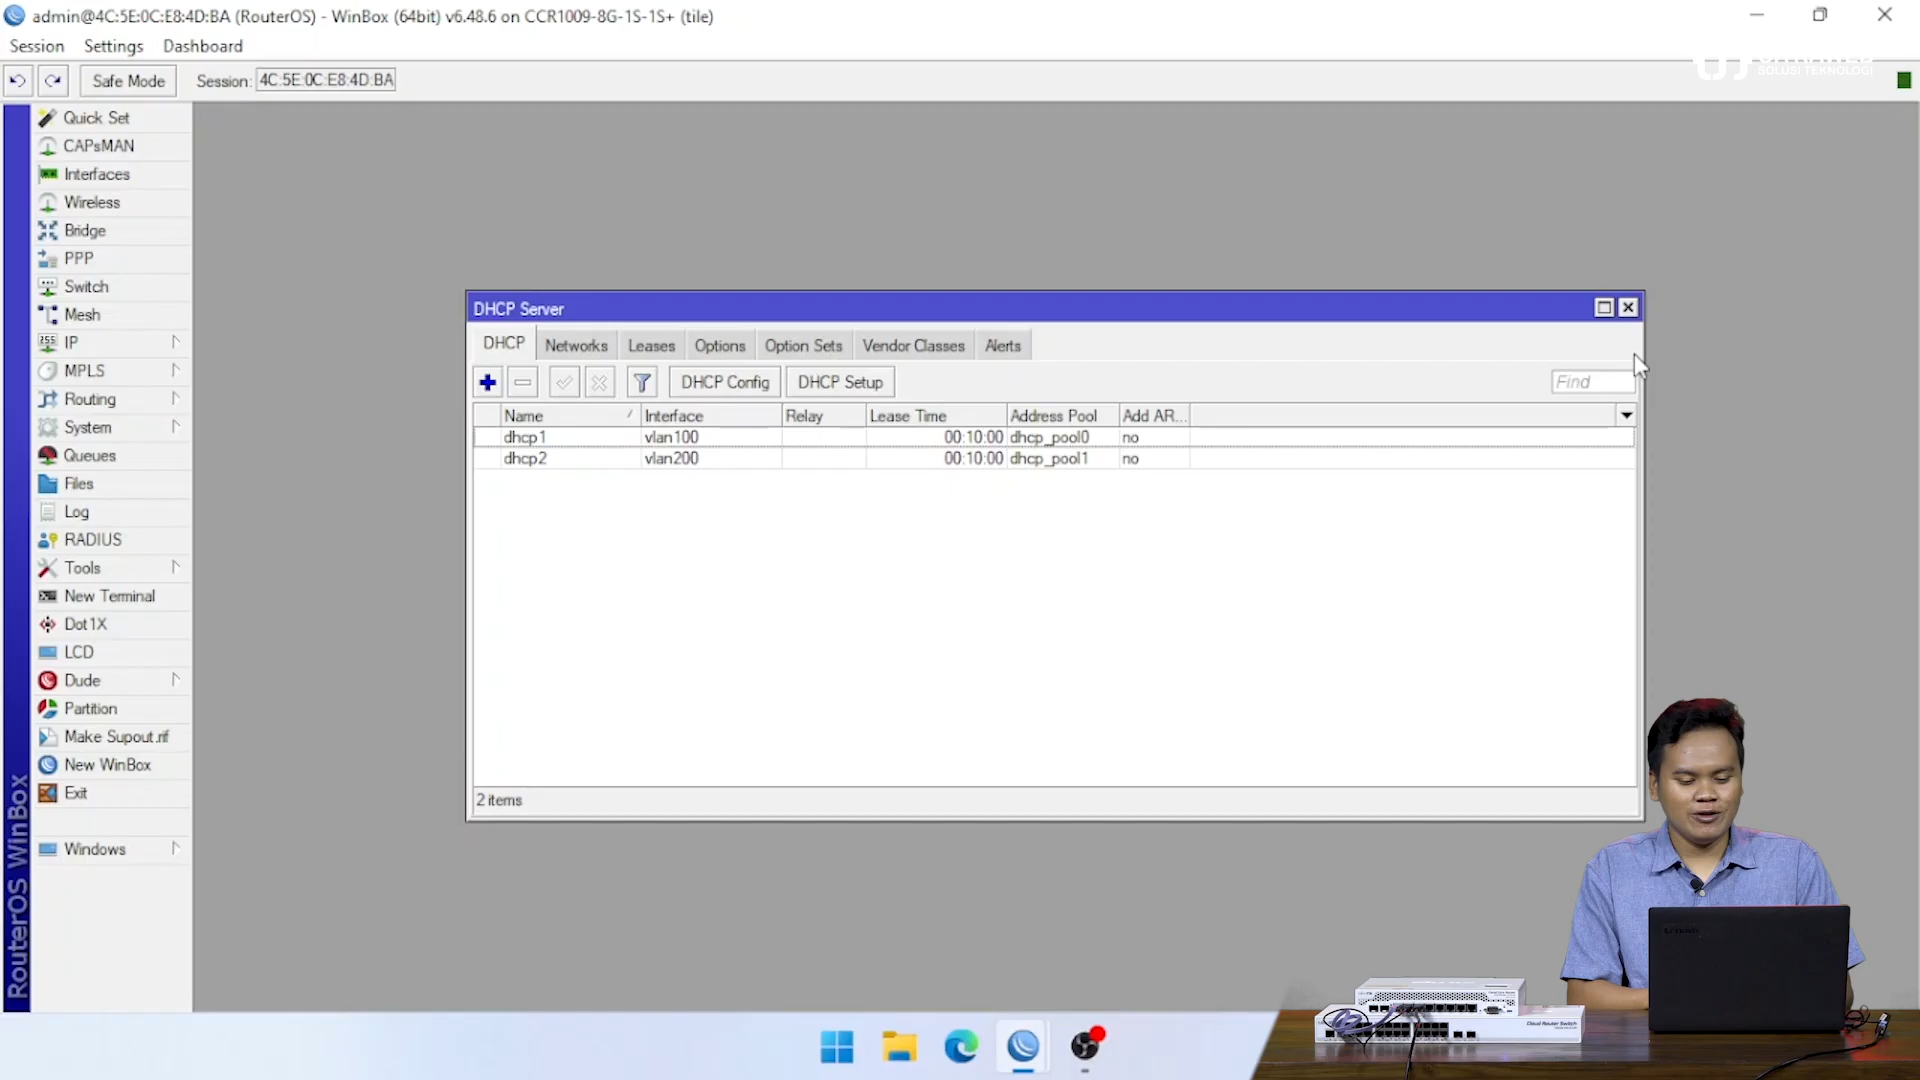 admin@4C:5E:0C:E8:4D:BA (RouterOS) - WinBox (64bit) v6.48.6 on CCR1009-8G-1S-1S+ (tile)
Session Settings Dashboard
Safe Mode Session: 4C:5E:0C:E8:4D:BA
SOLUSI TEKNOLOGI
Quick Set
CAPsMAN
Interfaces
Wireless
Bridge
PPP
Switch
Mesh
IP
MPLS
Routing
System
Queues
Files
Log
RADIUS
Tools
New Terminal
Dot1X
LCD
Dude
Partition
Make Supout.rif
New WinBox
Exit
Windows
RouterOS WinBox
DHCP Server
DHCP Networks Leases Options Option Sets Vendor Classes Alerts
DHCP Config DHCP Setup Find
Name Interface Relay Lease Time Address Pool Add AR...
dhcp1 vlan100 00:10:00 dhcp_pool0 no
dhcp2 vlan200 00:10:00 dhcp_pool1 no
2 items
Cloud Router Switch